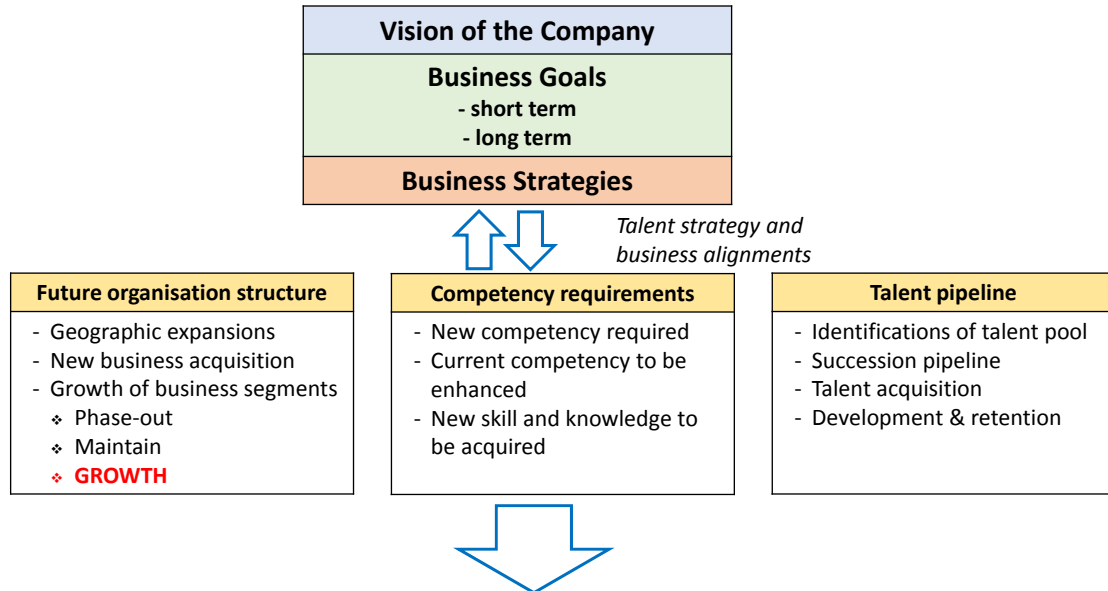 Vision of the Company
Business Goals
- short term
- long term
Business Strategies
Talent strategy and
business alignments
Future organisation structure
- Geographic expansions
- New business acquisition
- Growth of business segments
❖ Phase-out
❖ Maintain
❖ GROWTH
Competency requirements
- New competency required
- Current competency to be
enhanced
- New skill and knowledge to
be acquired
Talent pipeline
- Identifications of talent pool
- Succession pipeline
- Talent acquisition
- Development & retention